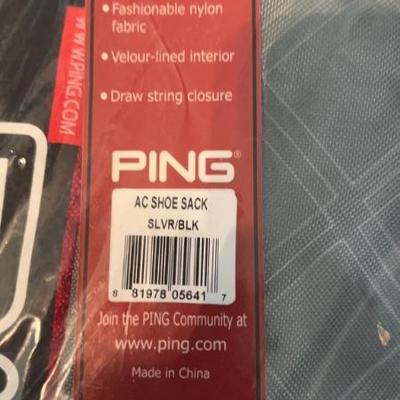 • Fashionable nylon
fabric
• Velour-lined interior
• Draw string closure
WWW.PING.COM
PING®
AC SHOE SACK
SLVR/BLK
8 81978 05641 7
Join the PING Community at
www.ping.com
Made in China